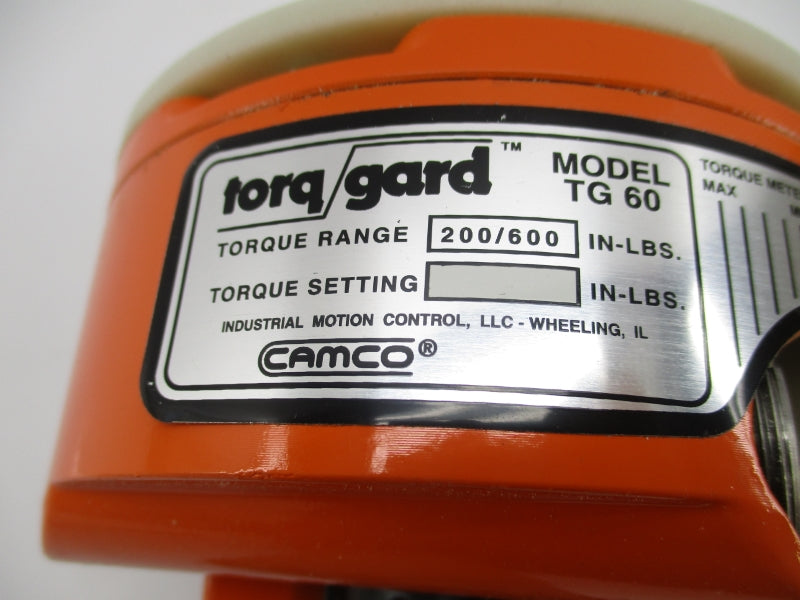 torq/gard™
MODEL
TG 60
TORQUE RANGE 200/600 IN-LBS.
TORQUE SETTING IN-LBS.
INDUSTRIAL MOTION CONTROL, LLC - WHEELING, IL
CAMCO®
TORQUE
MAX